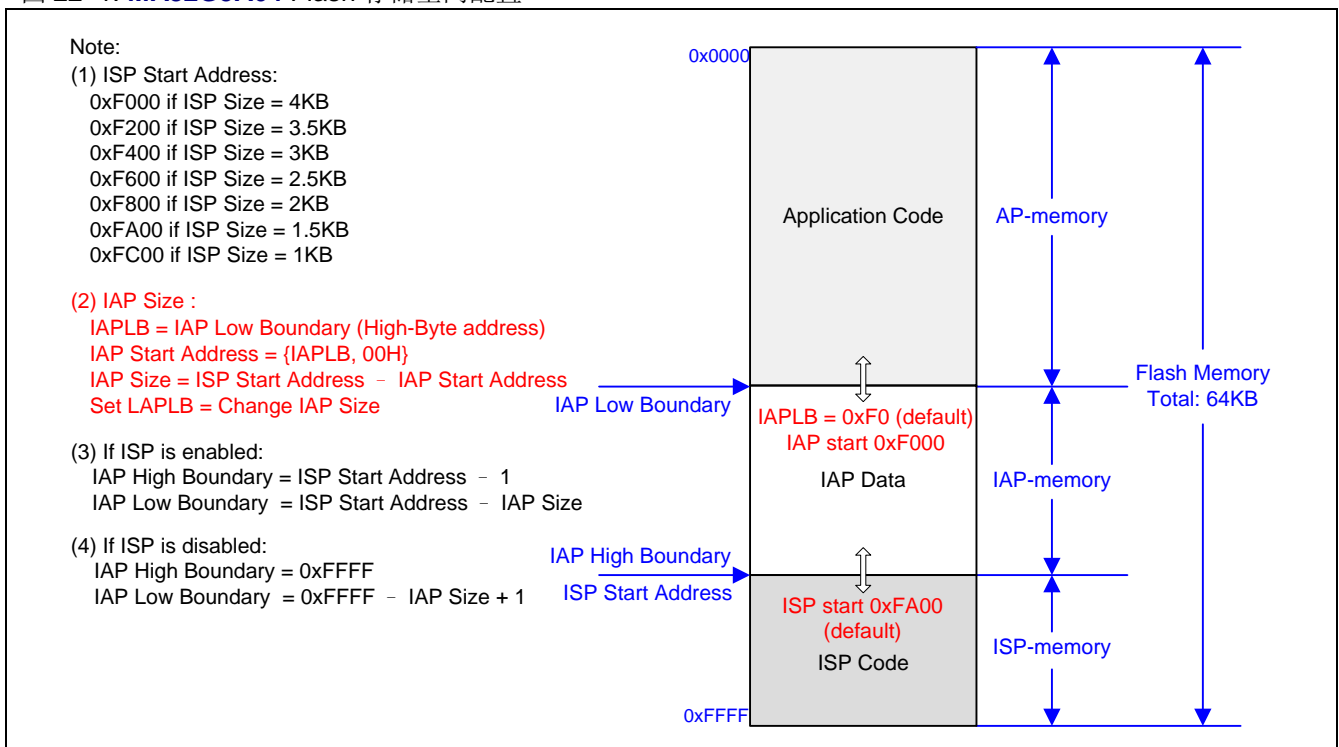 Flash 存储空间配置
Note:
(1) ISP Start Address:
0xF000 if ISP Size = 4KB
0xF200 if ISP Size = 3.5KB
0xF400 if ISP Size = 3KB
0xF600 if ISP Size = 2.5KB
0xF800 if ISP Size = 2KB
0xFA00 if ISP Size = 1.5KB
0xFC00 if ISP Size = 1KB
(2) IAP Size :
IAPLB = IAP Low Boundary (High-Byte address)
IAP Start Address = {IAPLB, 00H}
IAP Size = ISP Start Address – IAP Start Address
Set LAPLB = Change IAP Size
(3) If ISP is enabled:
IAP High Boundary = ISP Start Address – 1
IAP Low Boundary = ISP Start Address – IAP Size
(4) If ISP is disabled:
IAP High Boundary = 0xFFFF
IAP Low Boundary = 0xFFFF – IAP Size + 1
0x0000
Application Code
AP-memory
IAP Low Boundary
IAPLB = 0xF0 (default)
IAP start 0xF000
IAP Data
IAP-memory
Flash Memory
Total: 64KB
IAP High Boundary
ISP Start Address
ISP start 0xFA00
(default)
ISP Code
ISP-memory
0xFFFF